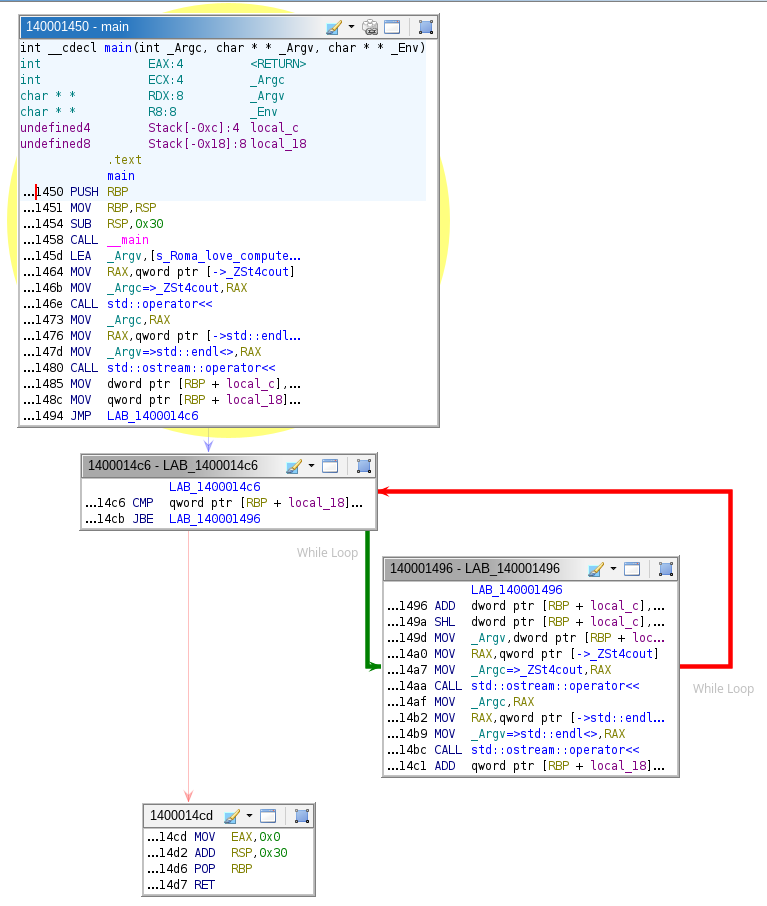 140001450 - main
int __cdecl main(int _Argc, char * * _Argv, char * * _Env)
int EAX:4 <RETURN>
int ECX:4 _Argc
char * * RDX:8 _Argv
char * * R8:8 _Env
undefined4 Stack[-0xc]:4 local_c
undefined8 Stack[-0x18]:8 local_18
.text
main
...1450 PUSH RBP
...1451 MOV RBP,RSP
...1454 SUB RSP,0x30
...1458 CALL __main
...145d LEA _Argv,[s_Roma_love_compute...
...1464 MOV RAX,qword ptr [->_ZSt4cout]
...146b MOV _Argc=>_ZSt4cout,RAX
...146e CALL std::operator<<
...1473 MOV _Argc,RAX
...1476 MOV RAX,qword ptr [->std::endl...
...147d MOV _Argv=>std::endl<>,RAX
...1480 CALL std::ostream::operator<<
...1485 MOV dword ptr [RBP + local_c],...
...148c MOV qword ptr [RBP + local_18]...
...1494 JMP LAB_1400014c6
1400014c6 - LAB_1400014c6
LAB_1400014c6
...14c6 CMP qword ptr [RBP + local_18]...
...14cb JBE LAB_140001496
While Loop
140001496 - LAB_140001496
LAB_140001496
...1496 ADD dword ptr [RBP + local_c],...
...149a SHL dword ptr [RBP + local_c],...
...149d MOV _Argv,dword ptr [RBP + loc...
...14a0 MOV RAX,qword ptr [->_ZSt4cout]
...14a7 MOV _Argc=>_ZSt4cout,RAX
...14aa CALL std::ostream::operator<<
...14af MOV _Argc,RAX
...14b2 MOV RAX,qword ptr [->std::endl...
...14b9 MOV _Argv=>std::endl<>,RAX
...14bc CALL std::ostream::operator<<
...14c1 ADD qword ptr [RBP + local_18]...
While Loop
1400014cd
...14cd MOV EAX,0x0
...14d2 ADD RSP,0x30
...14d6 POP RBP
...14d7 RET